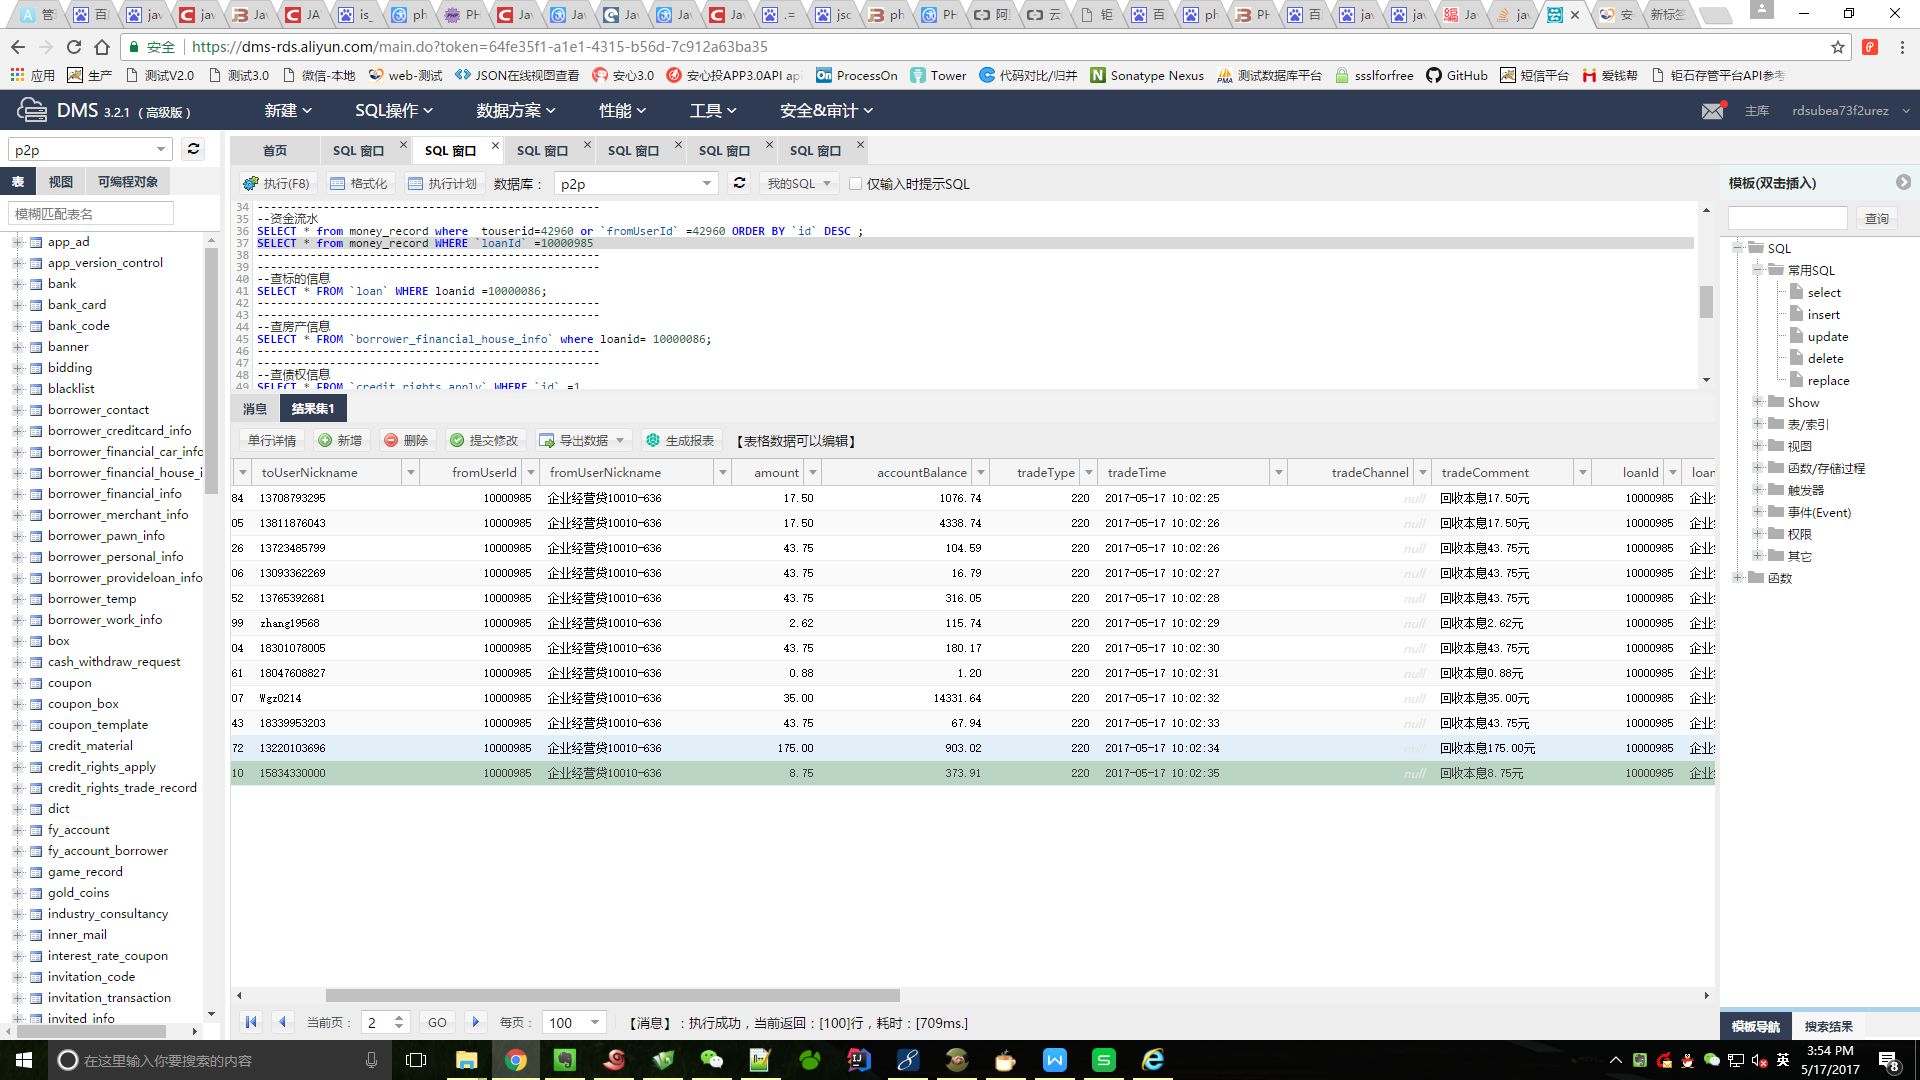 安全 https://dms-rds.aliyun.com/main.do?token=64fe35f1-a1e1-4315-b56d-7c912a63ba35
应用 生产 测试V2.0 测试3.0 微信-本地 web-测试 JSON在线视图查看 安心3.0 安心投APP3.0API api ProcessOn Tower 代码对比/归并 Sonatype Nexus 测试数据库平台 ssslforfree GitHub 短信平台 爱钱帮 钜石存管平台API参考
DMS 3.2.1 ( 高级版 ) 新建 SQL操作 数据方案 性能 工具 安全&审计 主库 rdsubea73f2urez
p2p
首页 SQL 窗口 SQL 窗口 SQL 窗口 SQL 窗口 SQL 窗口 SQL 窗口
表 视图 可编程对象
执行(F8) 格式化 执行计划 数据库： p2p 我的SQL 仅输入时提示SQL
模糊匹配表名
app_ad
app_version_control
bank
bank_card
bank_code
banner
bidding
blacklist
borrower_contact
borrower_creditcard_info
borrower_financial_car_info
borrower_financial_house_i
borrower_financial_info
borrower_merchant_info
borrower_pawn_info
borrower_personal_info
borrower_provideloan_info
borrower_temp
borrower_work_info
box
cash_withdraw_request
coupon
coupon_box
coupon_template
credit_material
credit_rights_apply
credit_rights_trade_record
dict
fy_account
fy_account_borrower
game_record
gold_coins
industry_consultancy
inner_mail
interest_rate_coupon
invitation_code
invitation_transaction
invited_info
34 --------------------------------------------------
35 --资金流水
36 SELECT * from money_record where  touserid=42960 or `fromUserId` =42960 ORDER BY `id` DESC ;
37 SELECT * from money_record WHERE `loanId` =10000985
38 --------------------------------------------------
39 --------------------------------------------------
40 --查标的信息
41 SELECT * FROM `loan` WHERE loanid =10000086;
42 --------------------------------------------------
43 --------------------------------------------------
44 --查房产信息
45 SELECT * FROM `borrower_financial_house_info` where loanid= 10000086;
46 --------------------------------------------------
47 --------------------------------------------------
48 --查债权信息
49 SELECT * FROM `credit_rights_apply` WHERE `id` =1
消息 结果集1
单行详情 新增 删除 提交修改 导出数据 生成报表 【表格数据可以编辑】
toUserNickname fromUserId fromUserNickname amount accountBalance tradeType tradeTime tradeChannel tradeComment loanId loan
84 13708793295 10000985 企业经营贷10010-636 17.50 1076.74 220 2017-05-17 10:02:25 null 回收本息17.50元 10000985 企业
05 13811876043 10000985 企业经营贷10010-636 17.50 4338.74 220 2017-05-17 10:02:26 null 回收本息17.50元 10000985 企业
26 13723485799 10000985 企业经营贷10010-636 43.75 104.59 220 2017-05-17 10:02:26 null 回收本息43.75元 10000985 企业
06 13093362269 10000985 企业经营贷10010-636 43.75 16.79 220 2017-05-17 10:02:27 null 回收本息43.75元 10000985 企业
52 13765392681 10000985 企业经营贷10010-636 43.75 316.05 220 2017-05-17 10:02:28 null 回收本息43.75元 10000985 企业
99 zhang19568 10000985 企业经营贷10010-636 2.62 115.74 220 2017-05-17 10:02:29 null 回收本息2.62元 10000985 企业
04 18301078005 10000985 企业经营贷10010-636 43.75 180.17 220 2017-05-17 10:02:30 null 回收本息43.75元 10000985 企业
61 18047608827 10000985 企业经营贷10010-636 0.88 1.20 220 2017-05-17 10:02:31 null 回收本息0.88元 10000985 企业
07 Wgz0214 10000985 企业经营贷10010-636 35.00 14331.64 220 2017-05-17 10:02:32 null 回收本息35.00元 10000985 企业
43 18339953203 10000985 企业经营贷10010-636 43.75 67.94 220 2017-05-17 10:02:33 null 回收本息43.75元 10000985 企业
72 13220103696 10000985 企业经营贷10010-636 175.00 903.02 220 2017-05-17 10:02:34 null 回收本息175.00元 10000985 企业
10 15834330000 10000985 企业经营贷10010-636 8.75 373.91 220 2017-05-17 10:02:35 null 回收本息8.75元 10000985 企业
当前页： 2 GO 每页： 100 【消息】：执行成功，当前返回：[100]行，耗时：[709ms.]
模板(双击插入)
查询
SQL
常用SQL
select
insert
update
delete
replace
Show
表/索引
视图
函数/存储过程
触发器
事件(Event)
权限
其它
函数
模板导航 搜索结果
在这里输入你要搜索的内容
英
3:54 PM
5/17/2017
8